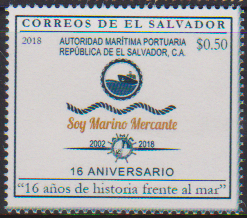 CORREOS DE EL SALVADOR
2018
AUTORIDAD MARÍTIMA PORTUARIA
$0.50
REPÚBLICA DE EL SALVADOR, C.A.
Soy Marino Mercante
2002 2018
16 ANIVERSARIO
"16 años de historia frente al mar"